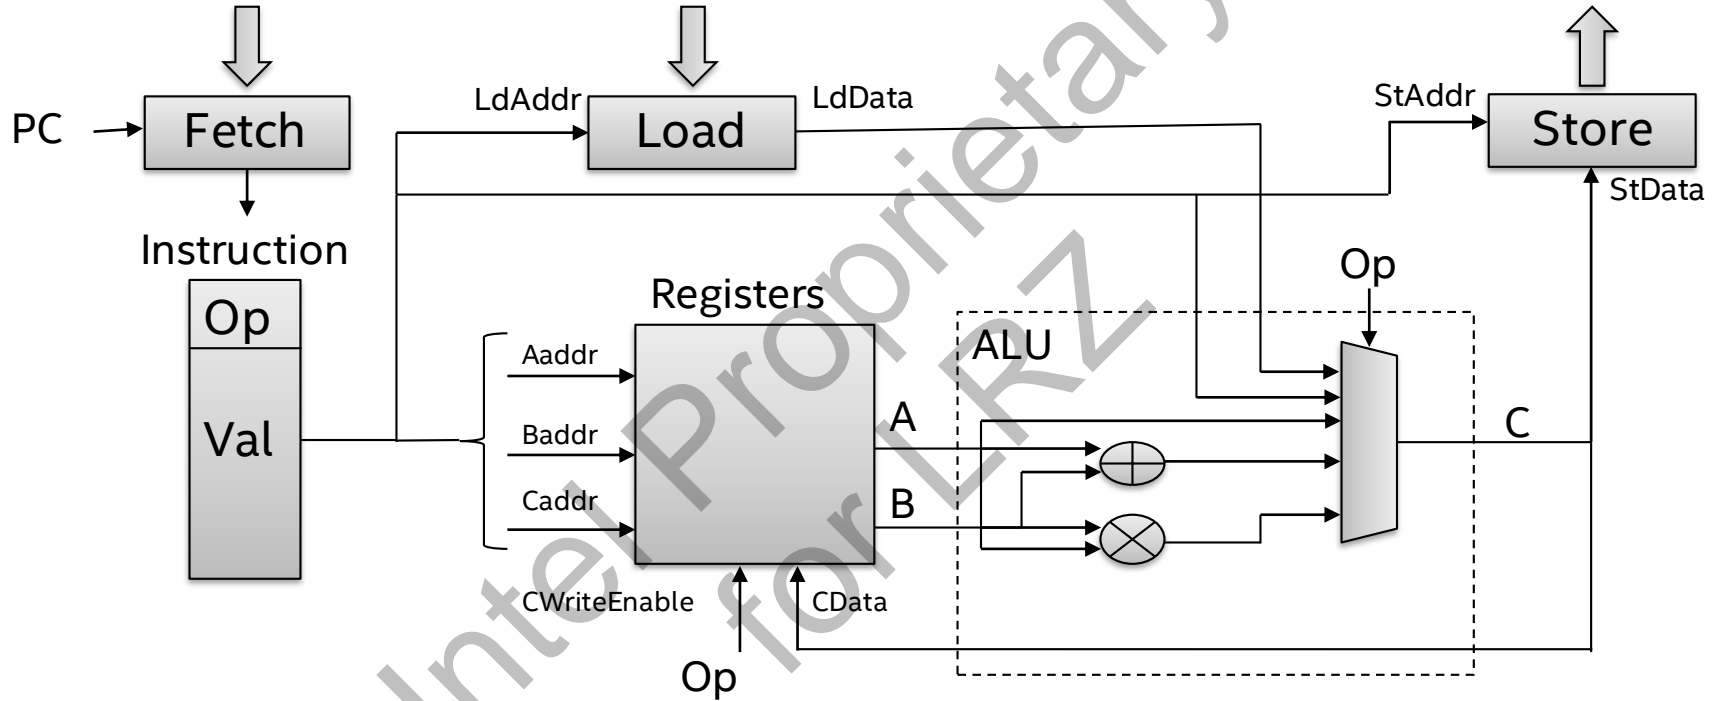 PC
Fetch
LdAddr
Load
LdData
StAddr
Store
StData
Instruction
Op
Val
Registers
Aaddr
Baddr
Caddr
A
B
ALU
Op
C
CWriteEnable
CData
Op
Intel Proprietary
for LRZ